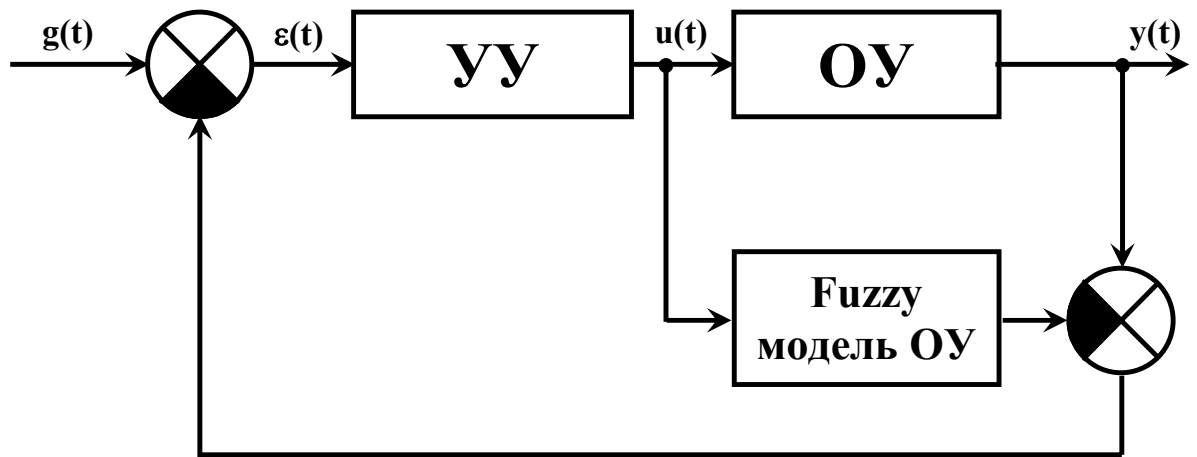 g(t)
ε(t)
УУ
u(t)
ОУ
y(t)
Fuzzy
модель ОУ